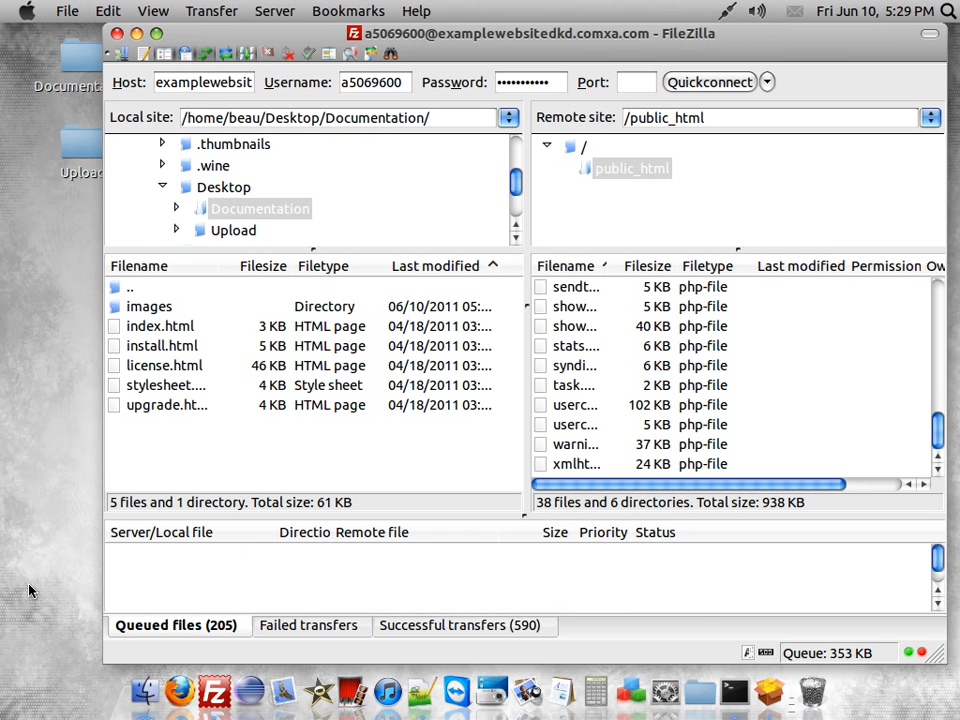 File Edit View Transfer Server Bookmarks Help Fri Jun 10, 5:29 PM
a5069600@examplewebsitedkd.comxa.com - FileZilla
Host: examplewebsit Username: a5069600 Password: ••••••••••• Port: Quickconnect
Documenta
Upload
Local site: /home/beau/Desktop/Documentation/
.thumbnails
.wine
Desktop
Documentation
Upload
Remote site: /public_html
/
public_html
Filename Filesize Filetype Last modified
..
images Directory 06/10/2011 05:...
index.html 3 KB HTML page 04/18/2011 03:...
install.html 5 KB HTML page 04/18/2011 03:...
license.html 46 KB HTML page 04/18/2011 03:...
stylesheet.... 4 KB Style sheet 04/18/2011 03:...
upgrade.ht... 4 KB HTML page 04/18/2011 03:...
5 files and 1 directory. Total size: 61 KB
Filename Filesize Filetype Last modified Permission Ow
sendt... 5 KB php-file
show... 5 KB php-file
show... 40 KB php-file
stats.... 6 KB php-file
syndi... 6 KB php-file
task.... 2 KB php-file
userc... 102 KB php-file
userc... 5 KB php-file
warni... 37 KB php-file
xmlht... 24 KB php-file
38 files and 6 directories. Total size: 938 KB
Server/Local file Directio Remote file Size Priority Status
Queued files (205) Failed transfers Successful transfers (590)
Queue: 353 KB